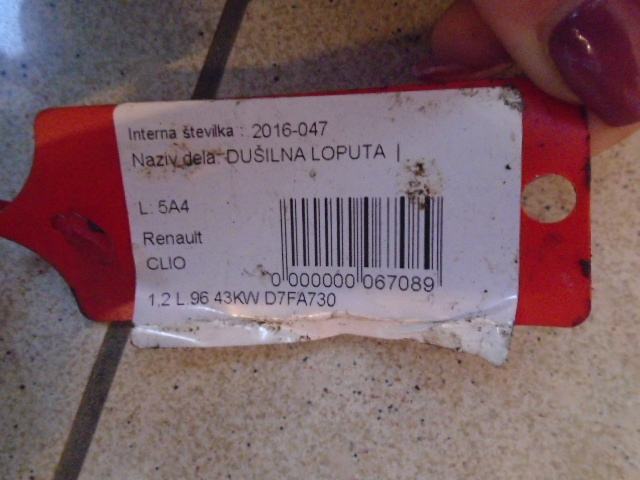 Interna številka : 2016-047
Naziv dela: DUŠILNA LOPUTA |
L: 5A4
Renault
CLIO
0 000000 067089
1,2 L.96 43KW D7FA730